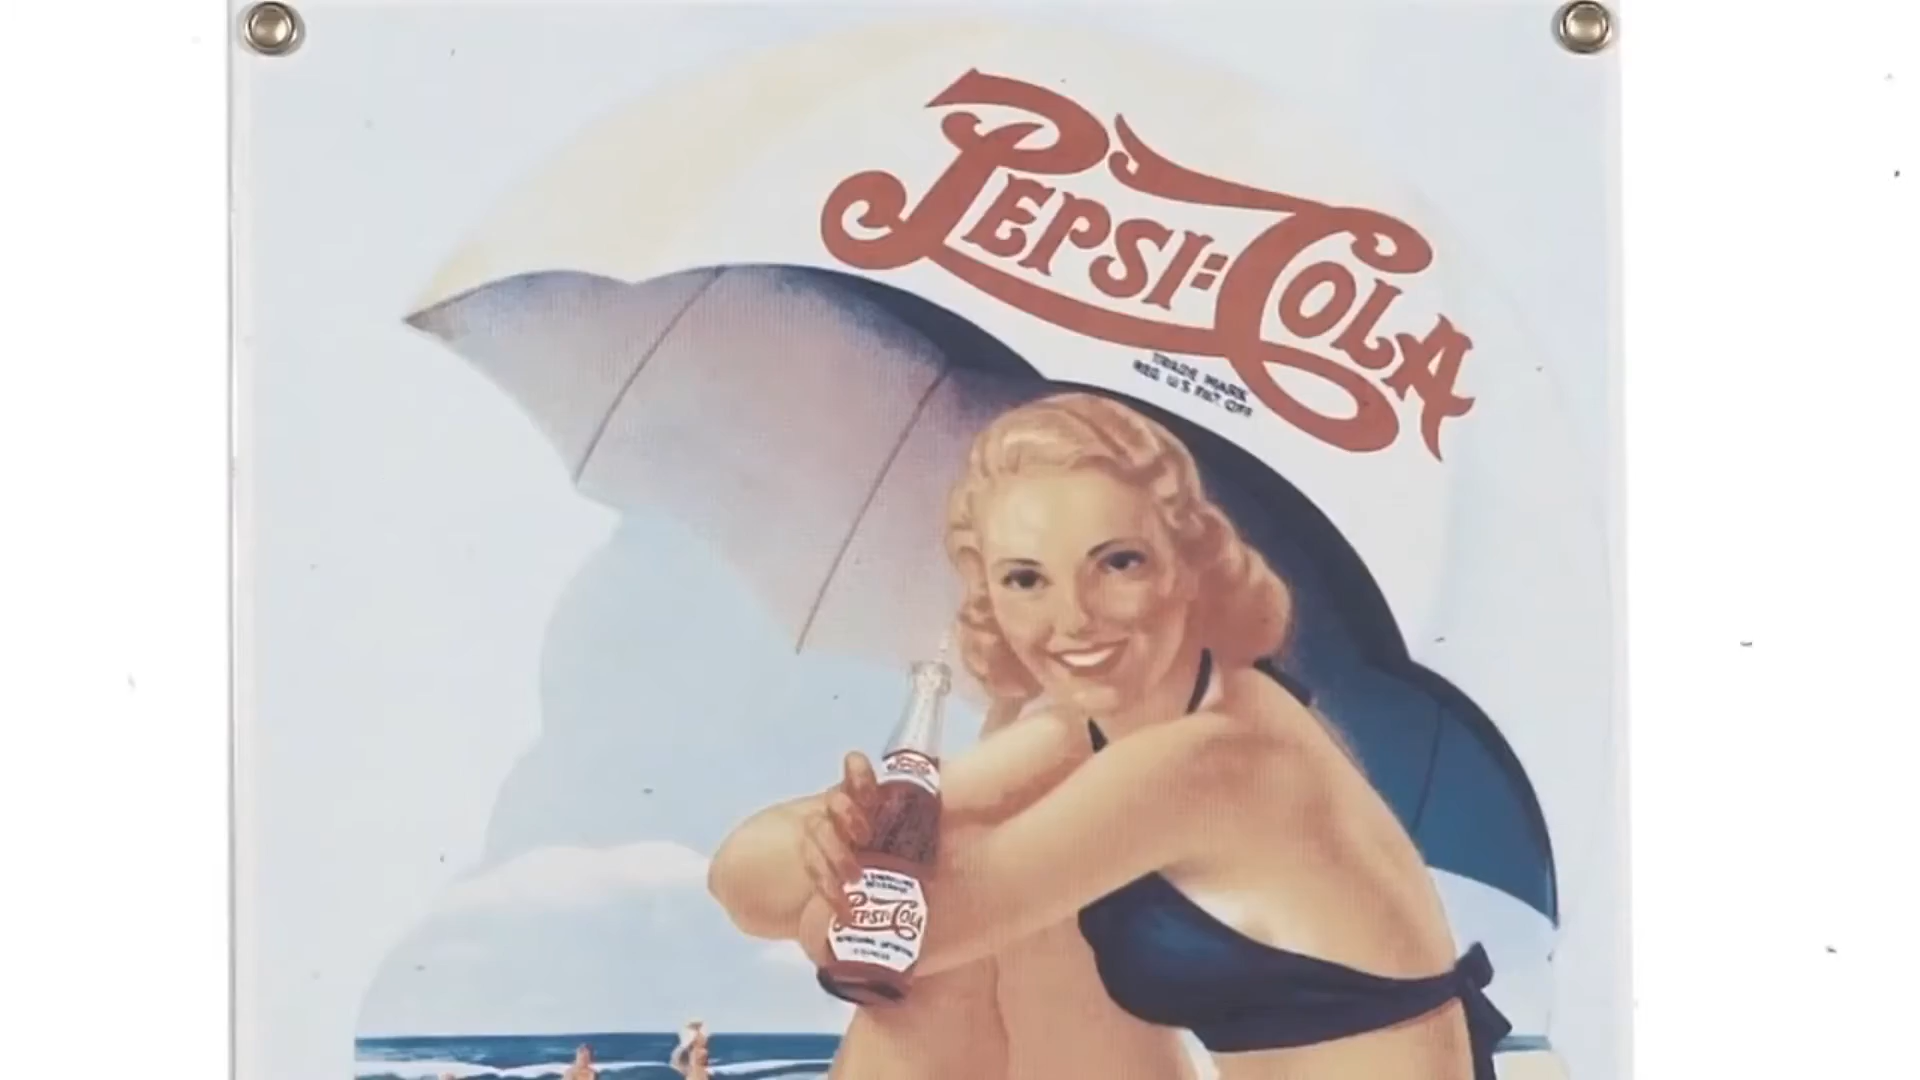 PEPSI:COLA
TRADE MARK
REG. U.S. PAT. OFF.
PEPSI:COLA